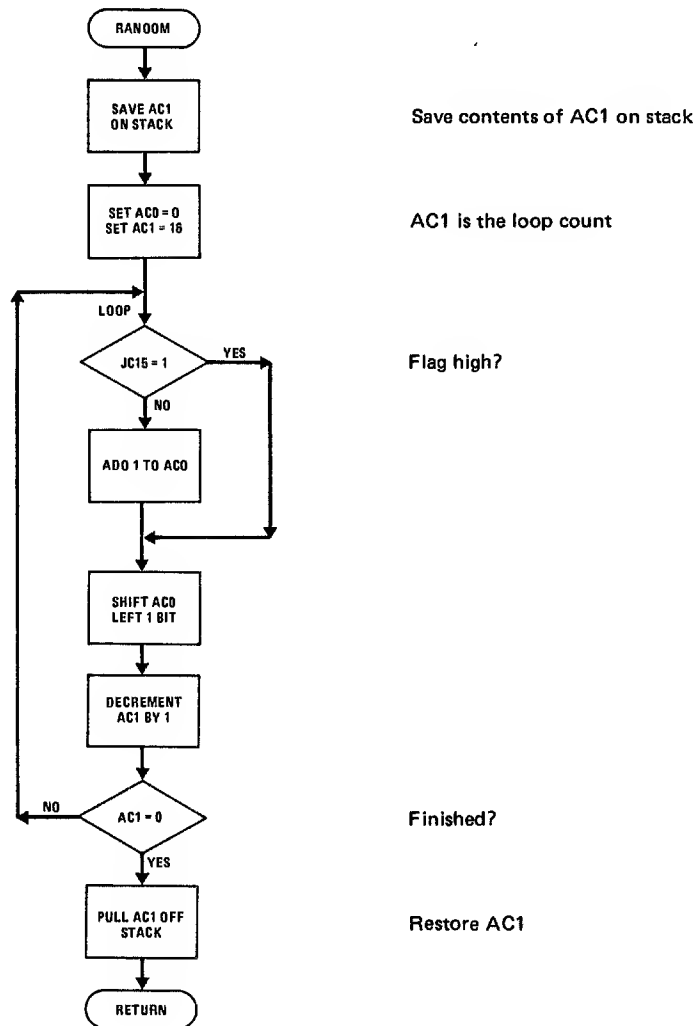 RANDOM
SAVE AC1
ON STACK
Save contents of AC1 on stack
SET AC0 = 0
SET AC1 = 16
AC1 is the loop count
LOOP
JC15 = 1
YES
Flag high?
NO
ADD 1 TO AC0
SHIFT AC0
LEFT 1 BIT
DECREMENT
AC1 BY 1
NO
AC1 = 0
Finished?
YES
PULL AC1 OFF
STACK
Restore AC1
RETURN